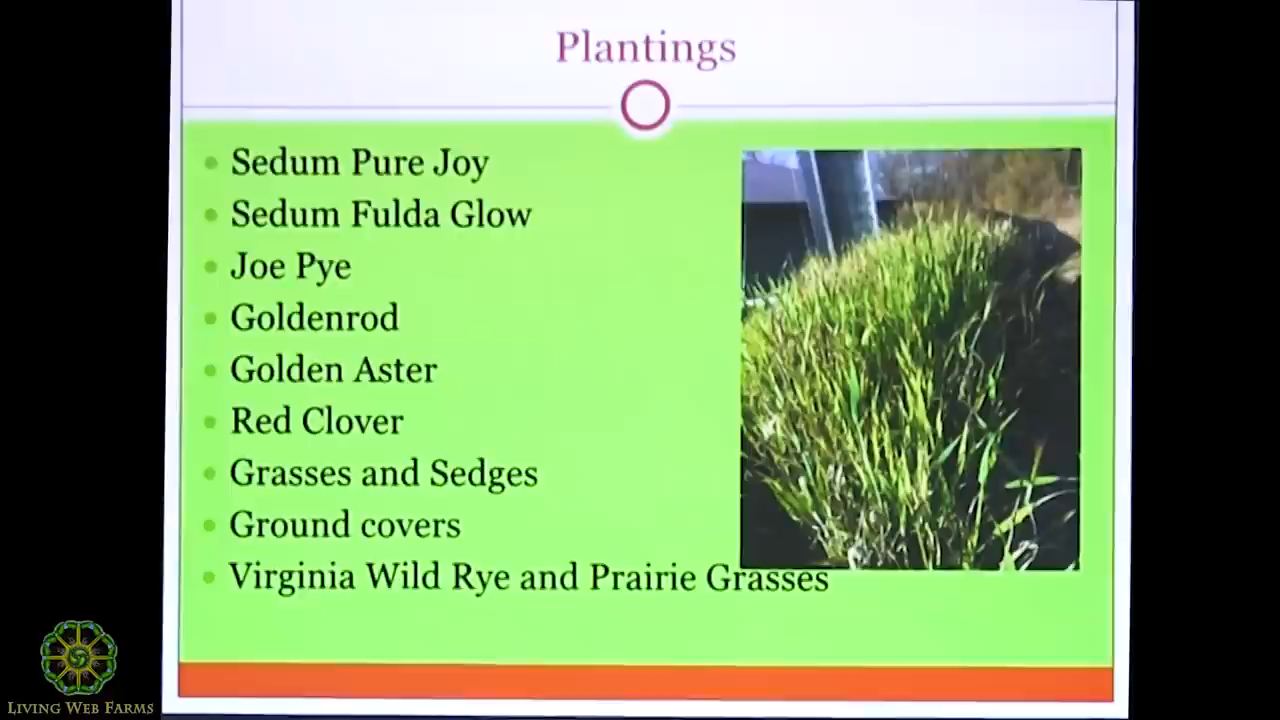 Plantings
Sedum Pure Joy
Sedum Fulda Glow
Joe Pye
Goldenrod
Golden Aster
Red Clover
Grasses and Sedges
Ground covers
Virginia Wild Rye and Prairie Grasses
LIVING WEB FARMS